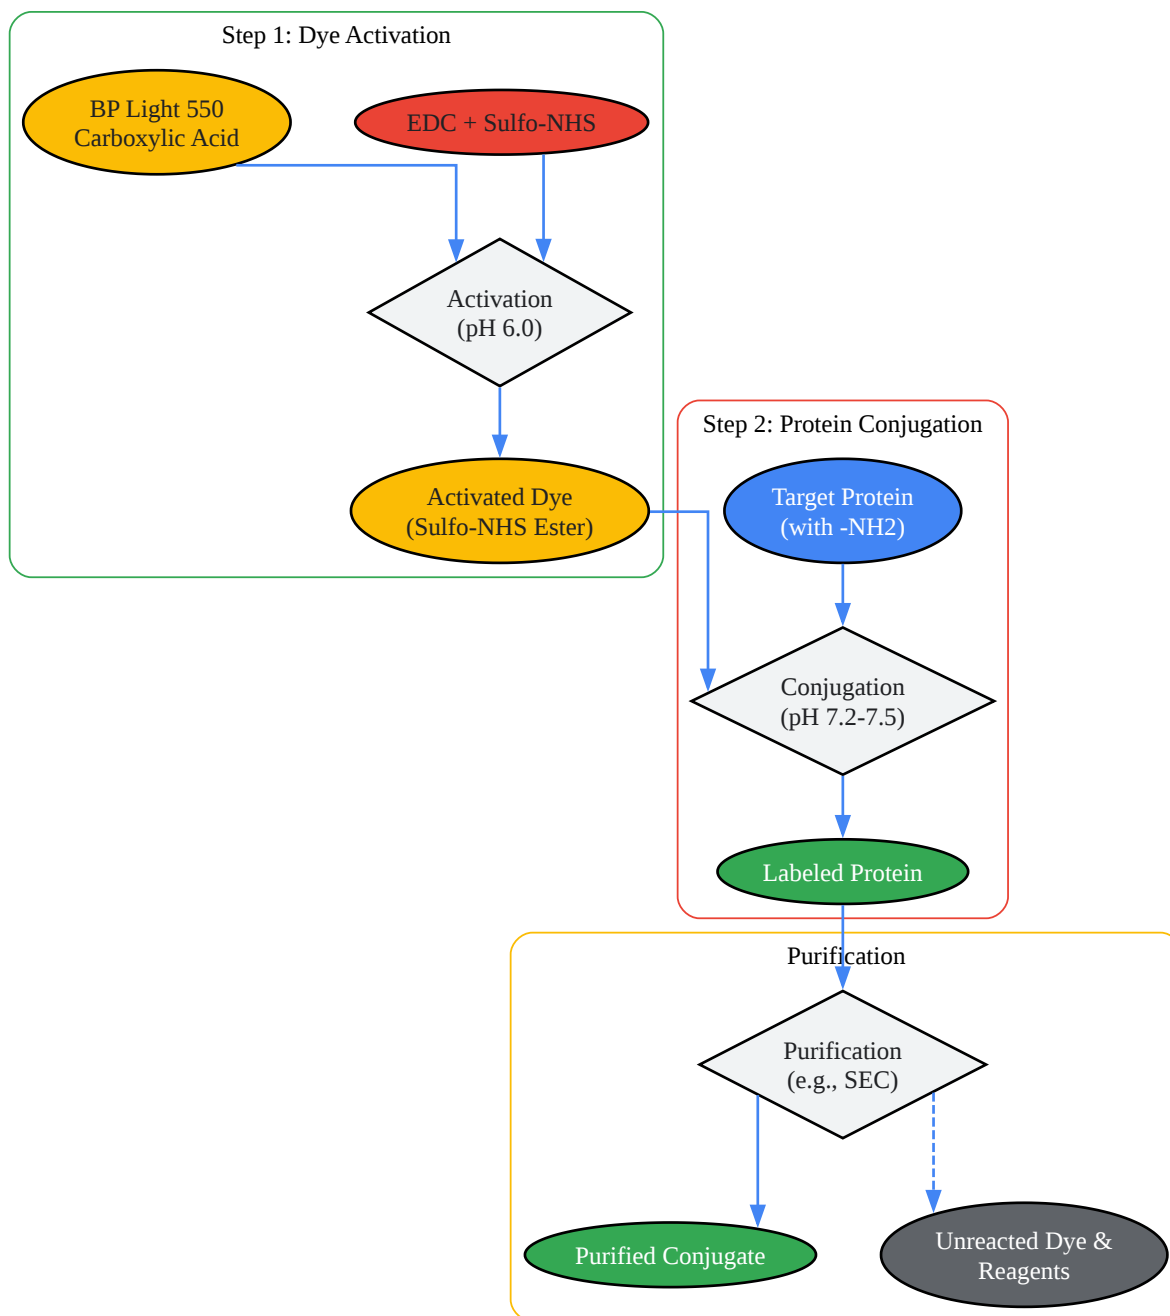 Step 1: Dye Activation
BP Light 550
Carboxylic Acid
EDC + Sulfo-NHS
Activation
(pH 6.0)
Activated Dye
(Sulfo-NHS Ester)
Step 2: Protein Conjugation
Target Protein
(with -NH2)
Conjugation
(pH 7.2-7.5)
Labeled Protein
Purification
Purification
(e.g., SEC)
Purified Conjugate
Unreacted Dye &
Reagents